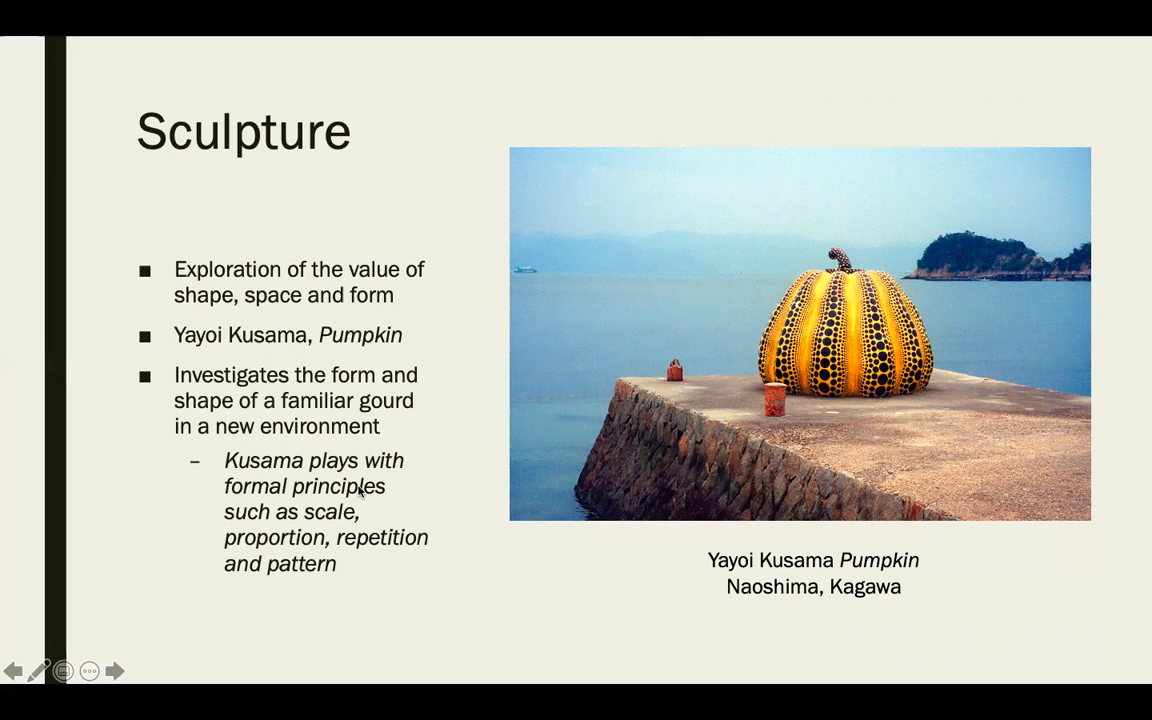 Sculpture
Exploration of the value of
shape, space and form
Yayoi Kusama, Pumpkin
Investigates the form and
shape of a familiar gourd
in a new environment
– Kusama plays with
formal principles
such as scale,
proportion, repetition
and pattern
Yayoi Kusama Pumpkin
Naoshima, Kagawa